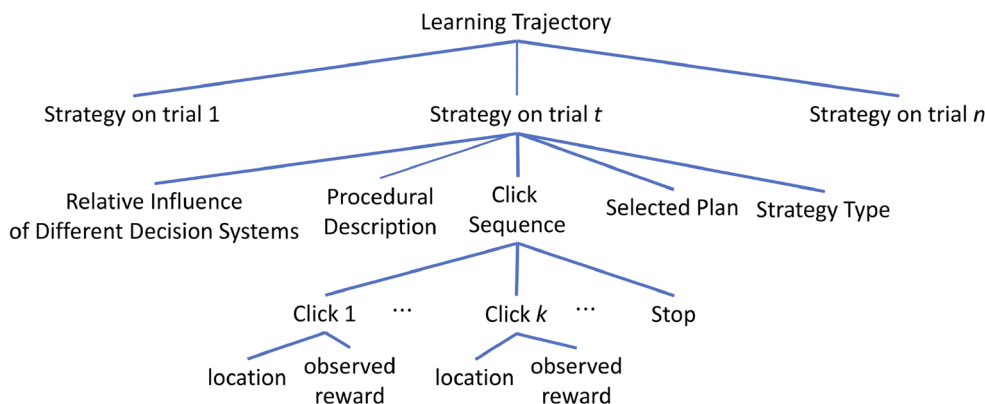 Learning Trajectory
Strategy on trial 1
Strategy on trial t
Strategy on trial n
Relative Influence
of Different Decision Systems
Procedural
Description
Click
Sequence
Selected Plan
Strategy Type
Click 1
...
Click k
...
Stop
location
observed
reward
location
observed
reward